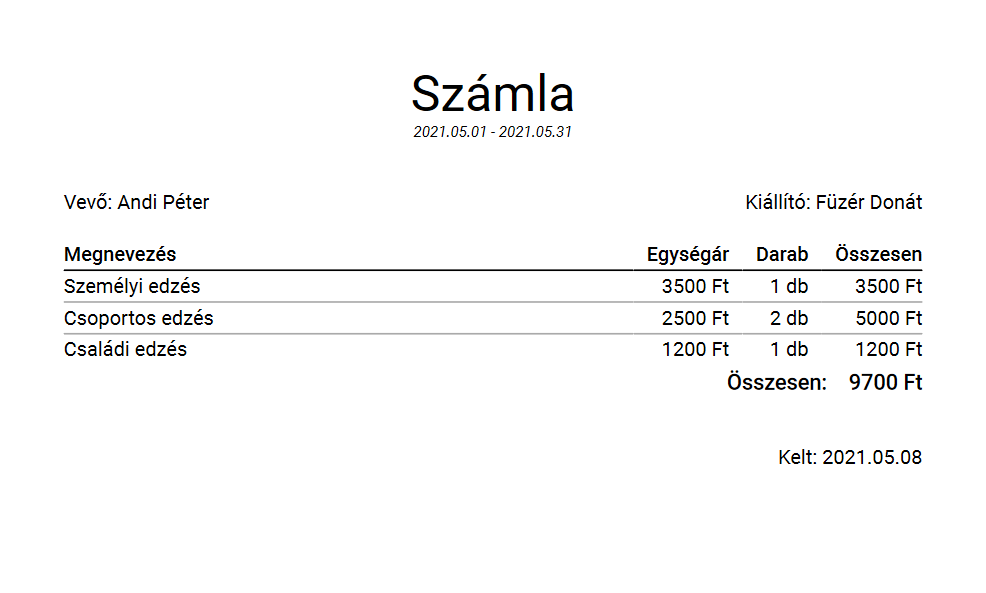 Számla
2021.05.01 - 2021.05.31
Vevő: Andi Péter Kiállító: Füzér Donát
Megnevezés Egységár Darab Összesen
Személyi edzés 3500 Ft 1 db 3500 Ft
Csoportos edzés 2500 Ft 2 db 5000 Ft
Családi edzés 1200 Ft 1 db 1200 Ft
Összesen: 9700 Ft
Kelt: 2021.05.08